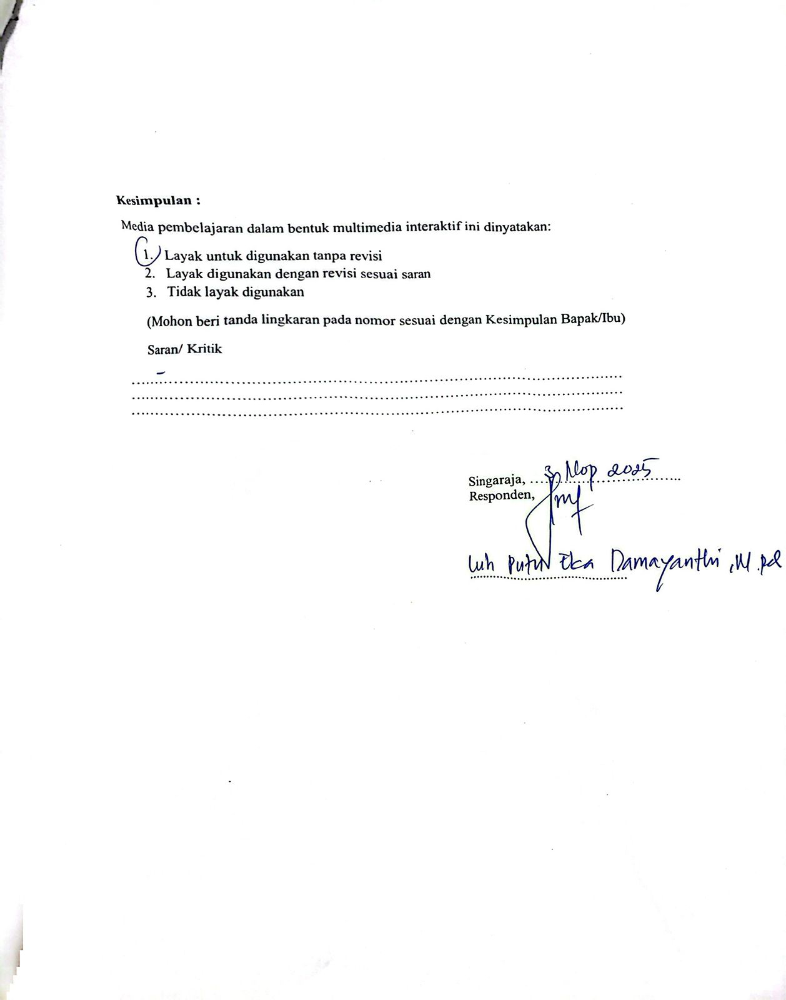 Kesimpulan :
Media pembelajaran dalam bentuk multimedia interaktif ini dinyatakan:
1. Layak untuk digunakan tanpa revisi
2. Layak digunakan dengan revisi sesuai saran
3. Tidak layak digunakan
(Mohon beri tanda lingkaran pada nomor sesuai dengan Kesimpulan Bapak/Ibu)
Saran/ Kritik
-
Singaraja, 3 Nop 2025
Responden,
Luh Putu Eka Damayanthi, M.pd